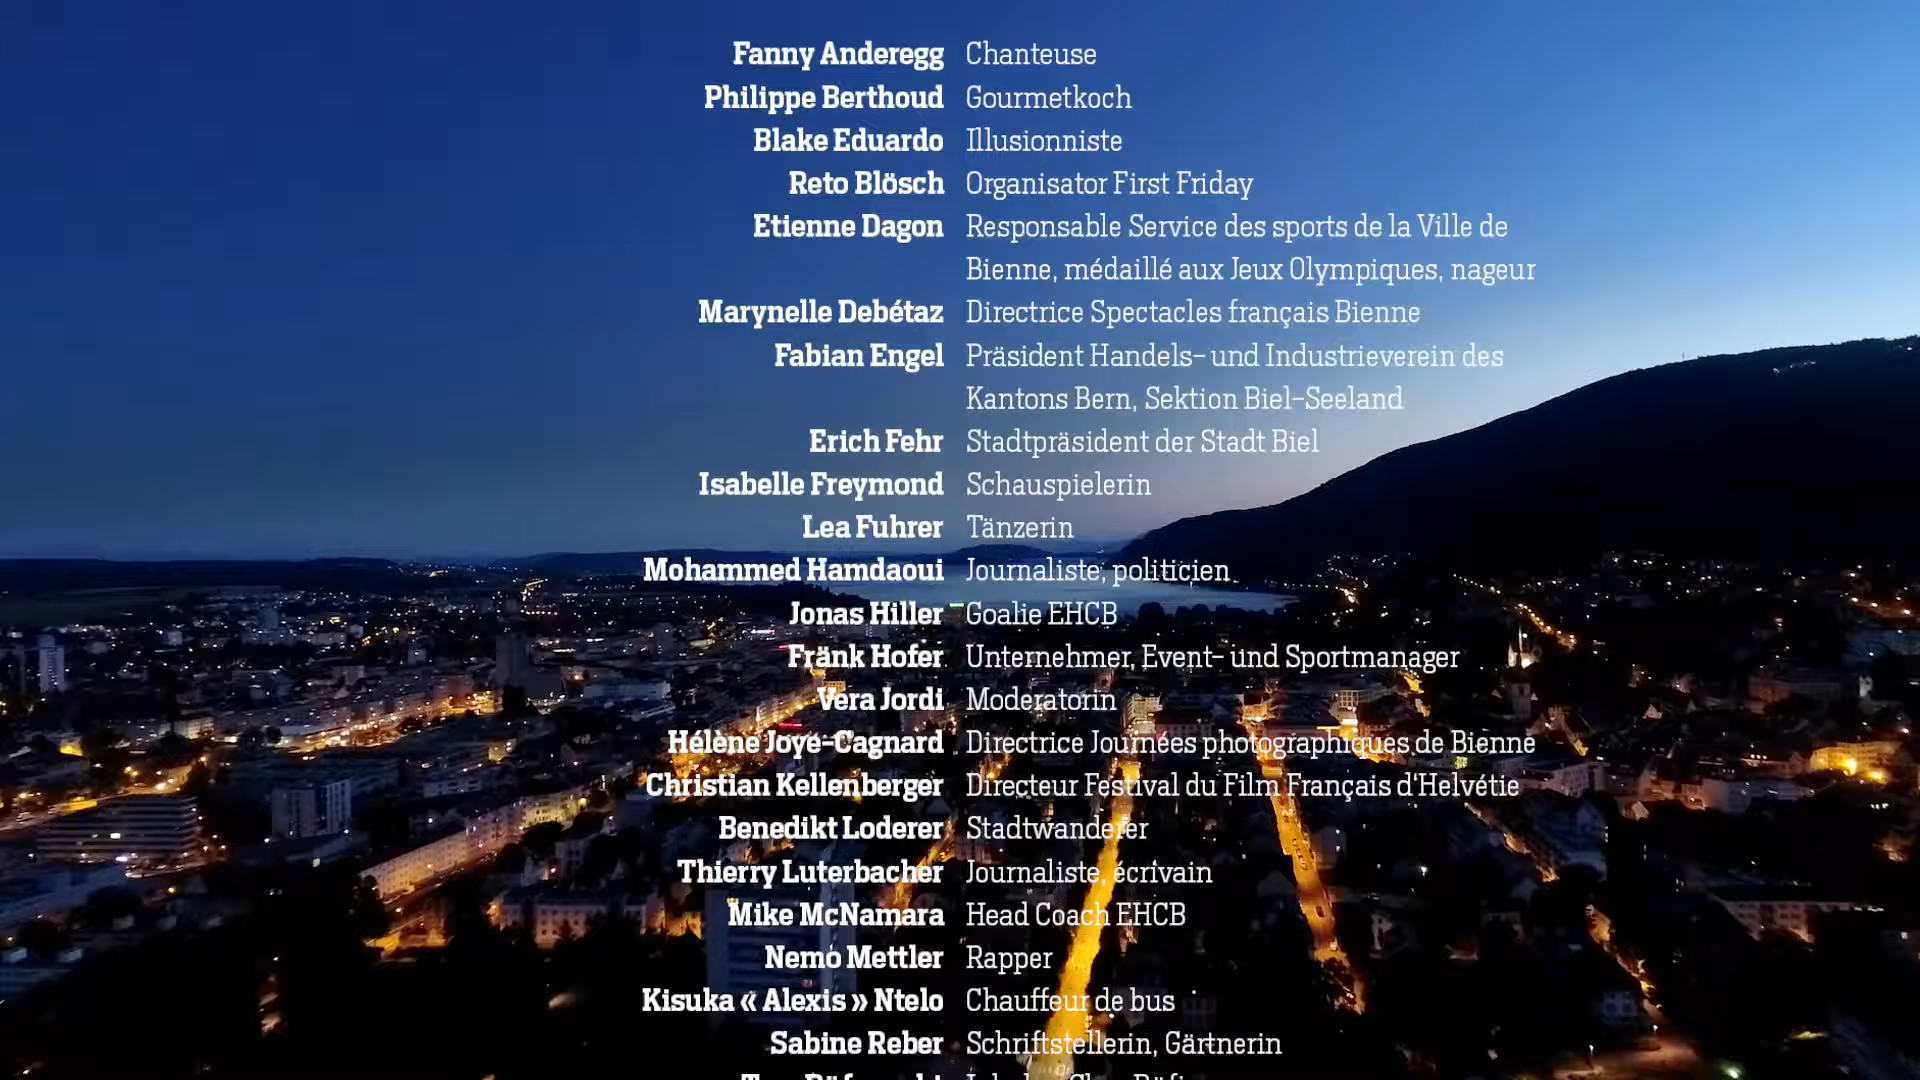 Fanny Anderegg Chanteuse
Philippe Berthoud Gourmetkoch
Blake Eduardo Illusionniste
Reto Blösch Organisator First Friday
Etienne Dagon Responsable Service des sports de la Ville de
Bienne, médaillé aux Jeux Olympiques, nageur
Marynelle Debétaz Directrice Spectacles français Bienne
Fabian Engel Präsident Handels- und Industrieverein des
Kantons Bern, Sektion Biel-Seeland
Erich Fehr Stadtpräsident der Stadt Biel
Isabelle Freymond Schauspielerin
Lea Fuhrer Tänzerin
Mohammed Hamdaoui Journaliste, politicien
Jonas Hiller Goalie EHCB
Fränk Hofer Unternehmer, Event- und Sportmanager
Vera Jordi Moderatorin
Hélène Joye-Cagnard Directrice Journées photographiques de Bienne
Christian Kellenberger Directeur Festival du Film Français d'Helvétie
Benedikt Loderer Stadtwanderer
Thierry Luterbacher Journaliste, écrivain
Mike McNamara Head Coach EHCB
Nemo Mettler Rapper
Kisuka « Alexis » Ntelo Chauffeur de bus
Sabine Reber Schriftstellerin, Gärtnerin